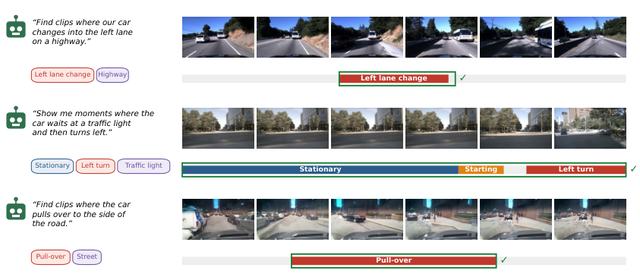 “Find clips where our car
changes into the left lane
on a highway.”
Left lane change Highway
Left lane change ✓
“Show me moments where the
car waits at a traffic light
and then turns left.”
Stationary Left turn Traffic light
Stationary Starting Left turn ✓
“Find clips where the car
pulls over to the side of
the road.”
Pull-over Street
Pull-over ✓